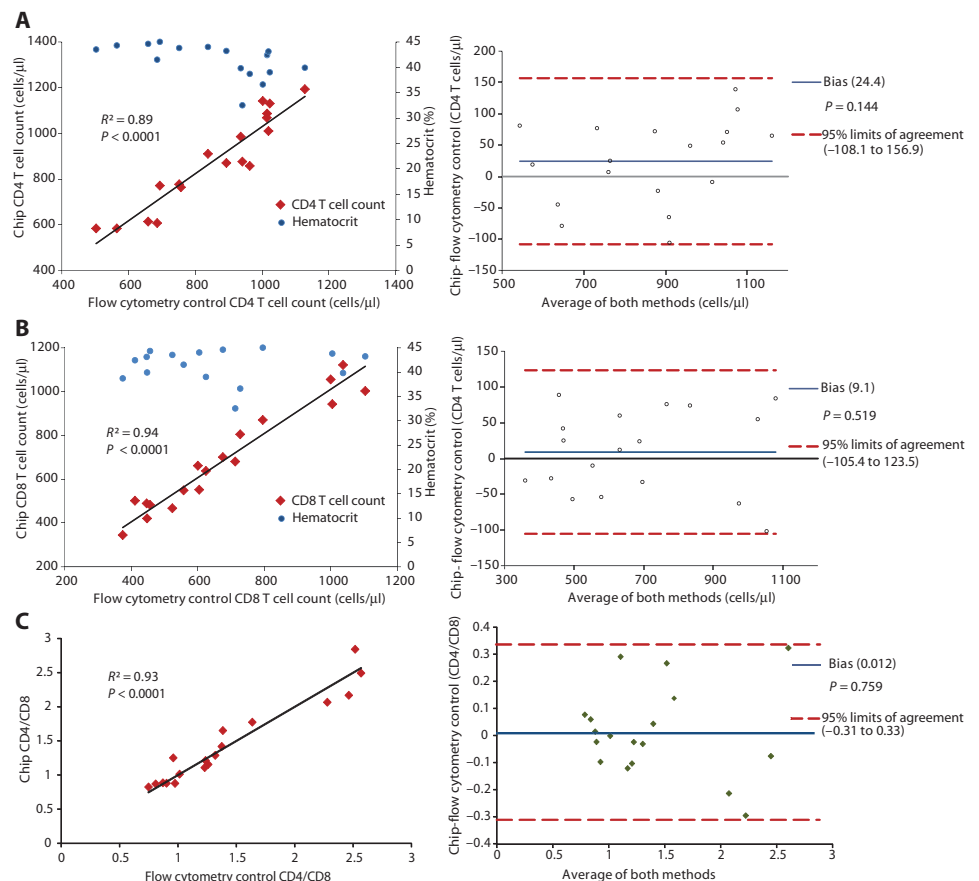 A
Chip CD4 T cell count (cells/µl)
1400
1200
1000
800
600
400
R² = 0.89
P < 0.0001
CD4 T cell count
Hematocrit
45
40
35
30
25
20
15
10
5
0
Hematocrit (%)
400 600 800 1000 1200 1400
Flow cytometry control CD4 T cell count (cells/µl)
Chip- flow cytometry control (CD4 T cells/µl)
200
150
100
50
0
−50
−100
−150
500 700 900 1100
Average of both methods (cells/µl)
Bias (24.4)
P = 0.144
95% limits of agreement
(−108.1 to 156.9)
B
Chip CD8 T cell count (cells/µl)
1200
1000
800
600
400
200
R² = 0.94
P < 0.0001
CD8 T cell count
Hematocrit
45
40
35
30
25
20
15
10
5
0
Hematocrit (%)
200 400 600 800 1000 1200
Flow cytometry control CD8 T cell count (cells/µl)
Chip- flow cytometry control (CD4 T cells/µl)
150
100
50
0
−50
−100
−150
300 500 700 900 1100
Average of both methods (cells/µl)
Bias (9.1)
P = 0.519
95% limits of agreement
(−105.4 to 123.5)
C
Chip CD4/CD8
3
2.5
2
1.5
1
0.5
0
R² = 0.93
P < 0.0001
0 0.5 1 1.5 2 2.5 3
Flow cytometry control CD4/CD8
Chip-flow cytometry control (CD4/CD8)
0.4
0.3
0.2
0.1
0
−0.1
−0.2
−0.3
−0.4
0 0.5 1 1.5 2 2.5 3
Average of both methods
Bias (0.012)
P = 0.759
95% limits of agreement
(−0.31 to 0.33)